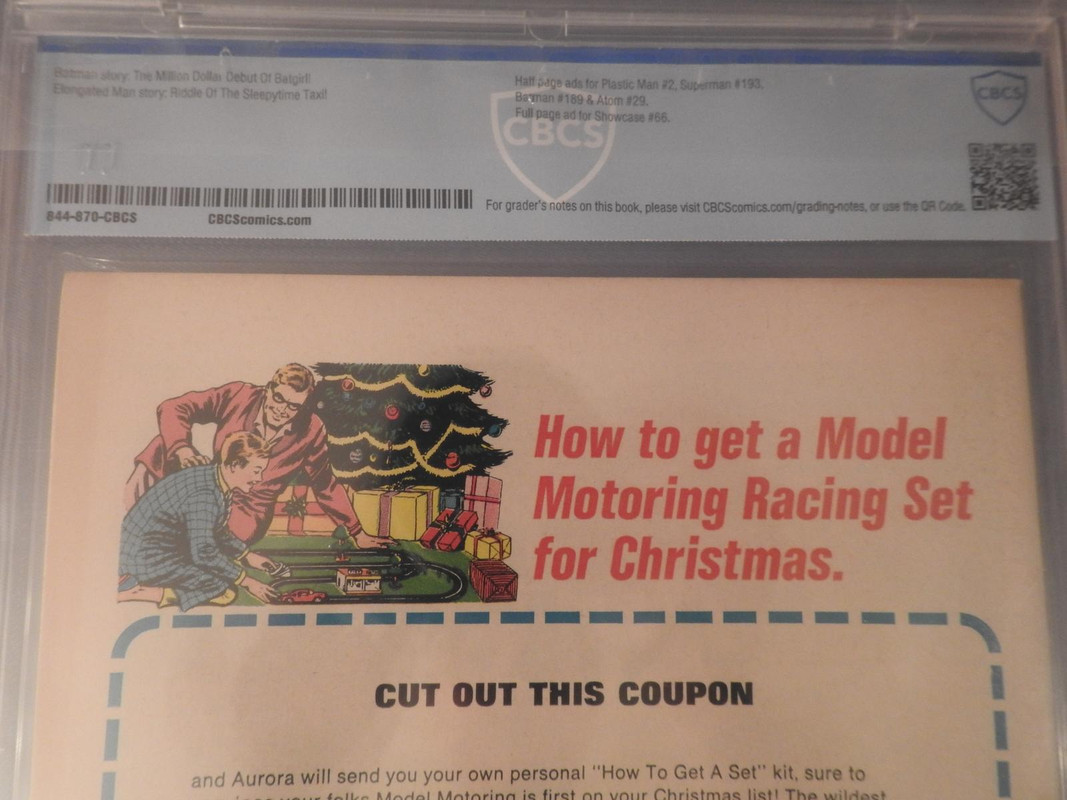 Batman story: The Million Dollar Debut Of Batgirl!
Elongated Man story: Riddle Of The Sleepytime Taxi!
Half page ads for Plastic Man #2, Superman #193,
Batman #189 & Atom #29.
Full page ad for Showcase #66.
CBCS
CBCS
844-870-CBCS
CBCScomics.com
For grader's notes on this book, please visit CBCScomics.com/grading-notes, or use the QR Code.
How to get a Model
Motoring Racing Set
for Christmas.
CUT OUT THIS COUPON
and Aurora will send you your own personal "How To Get A Set" kit, sure to
your folks Model Motoring is first on your Christmas list! The wildest